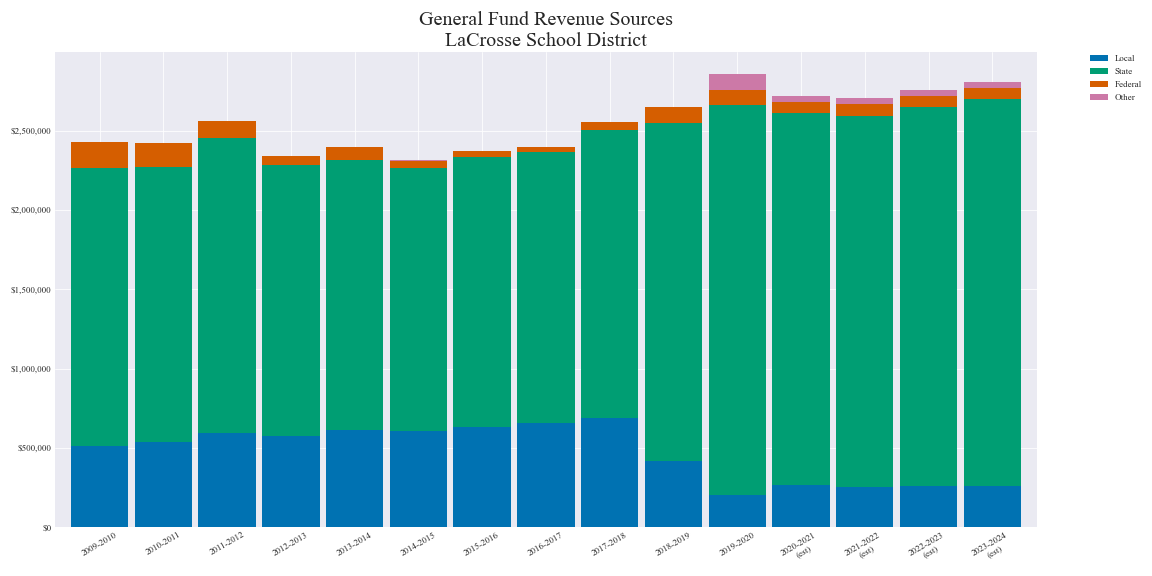 General Fund Revenue Sources
LaCrosse School District
Local
State
Federal
Other
$2,500,000
$2,000,000
$1,500,000
$1,000,000
$500,000
$0
2009-2010
2010-2011
2011-2012
2012-2013
2013-2014
2014-2015
2015-2016
2016-2017
2017-2018
2018-2019
2019-2020
2020-2021
(est)
2021-2022
(est)
2022-2023
(est)
2023-2024
(est)